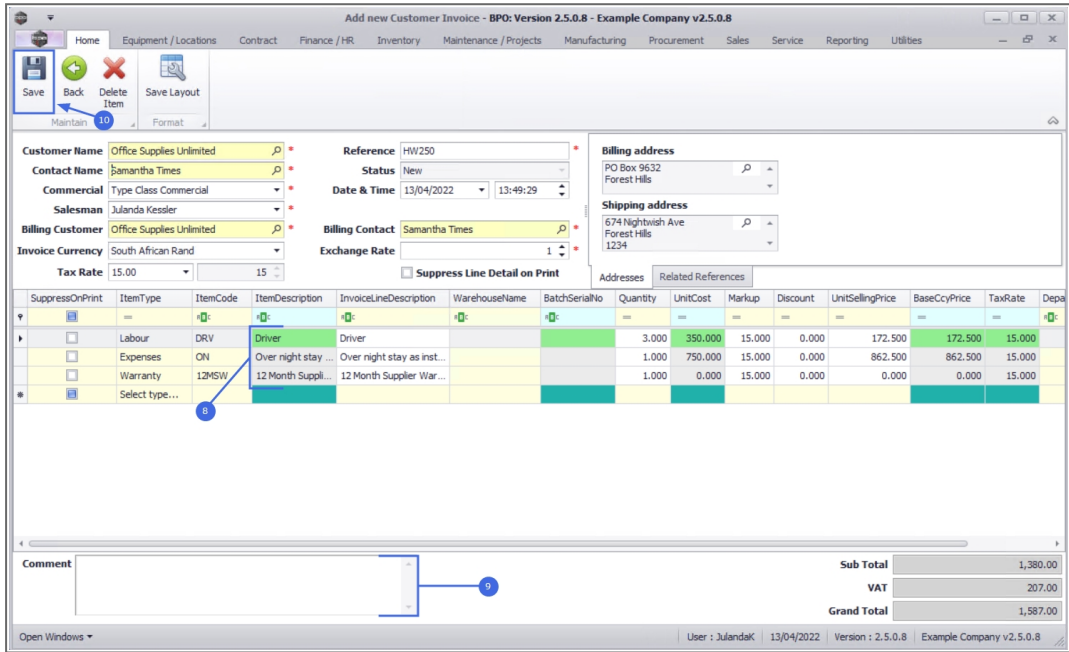 Add new Customer Invoice - BPO: Version 2.5.0.8 - Example Company v2.5.0.8
Home Equipment / Locations Contract Finance / HR Inventory Maintenance / Projects Manufacturing Procurement Sales Service Reporting Utilities
Save Back Delete Item Save Layout
Maintain 10 Format
Customer Name Office Supplies Unlimited * Reference HW250 * Billing address
Contact Name Samantha Times * Status New PO Box 9632
Forest Hills
Commercial Type Class Commercial * Date & Time 13/04/2022 13:49:29
Salesman Julanda Kessler * Shipping address
Billing Customer Office Supplies Unlimited * Billing Contact Samantha Times * 674 Nightwish Ave
Forest Hills
Invoice Currency South African Rand Exchange Rate 1 * 1234
Tax Rate 15.00 15 Suppress Line Detail on Print Addresses Related References
SuppressOnPrint ItemType ItemCode ItemDescription InvoiceLineDescription WarehouseName BatchSerialNo Quantity UnitCost Markup Discount UnitSellingPrice BaseCcyPrice TaxRate Depa
Labour DRV Driver Driver 3.000 350.000 15.000 0.000 172.500 172.500 15.000
Expenses ON Over night stay ... Over night stay as inst... 1.000 750.000 15.000 0.000 862.500 862.500 15.000
Warranty 12MSW 12 Month Suppli... 12 Month Supplier War... 1.000 0.000 15.000 0.000 0.000 0.000 15.000
Select type...
8
Comment Sub Total 1,380.00
9 VAT 207.00
Grand Total 1,587.00
Open Windows User : JulandaK 13/04/2022 Version : 2.5.0.8 Example Company v2.5.0.8